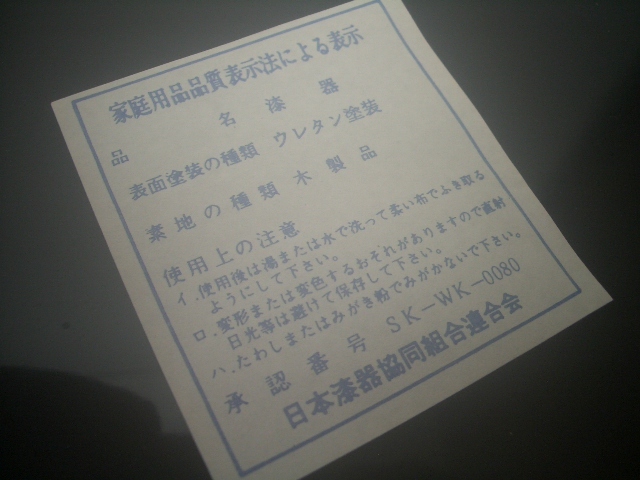 家庭用品品質表示法による表示
品名 漆器
表面塗装の種類 ウレタン塗装
素地の種類 木製品
使用上の注意
イ.使用後は湯または水で洗って柔い布でふき取る
ようにして下さい。
ロ.変形または変色するおそれがありますので直射
日光等は避けて保存して下さい。
ハ.たわしまたはみがき粉でみがかないで下さい。
承認番号 SK-WK-0080
日本漆器協同組合連合会